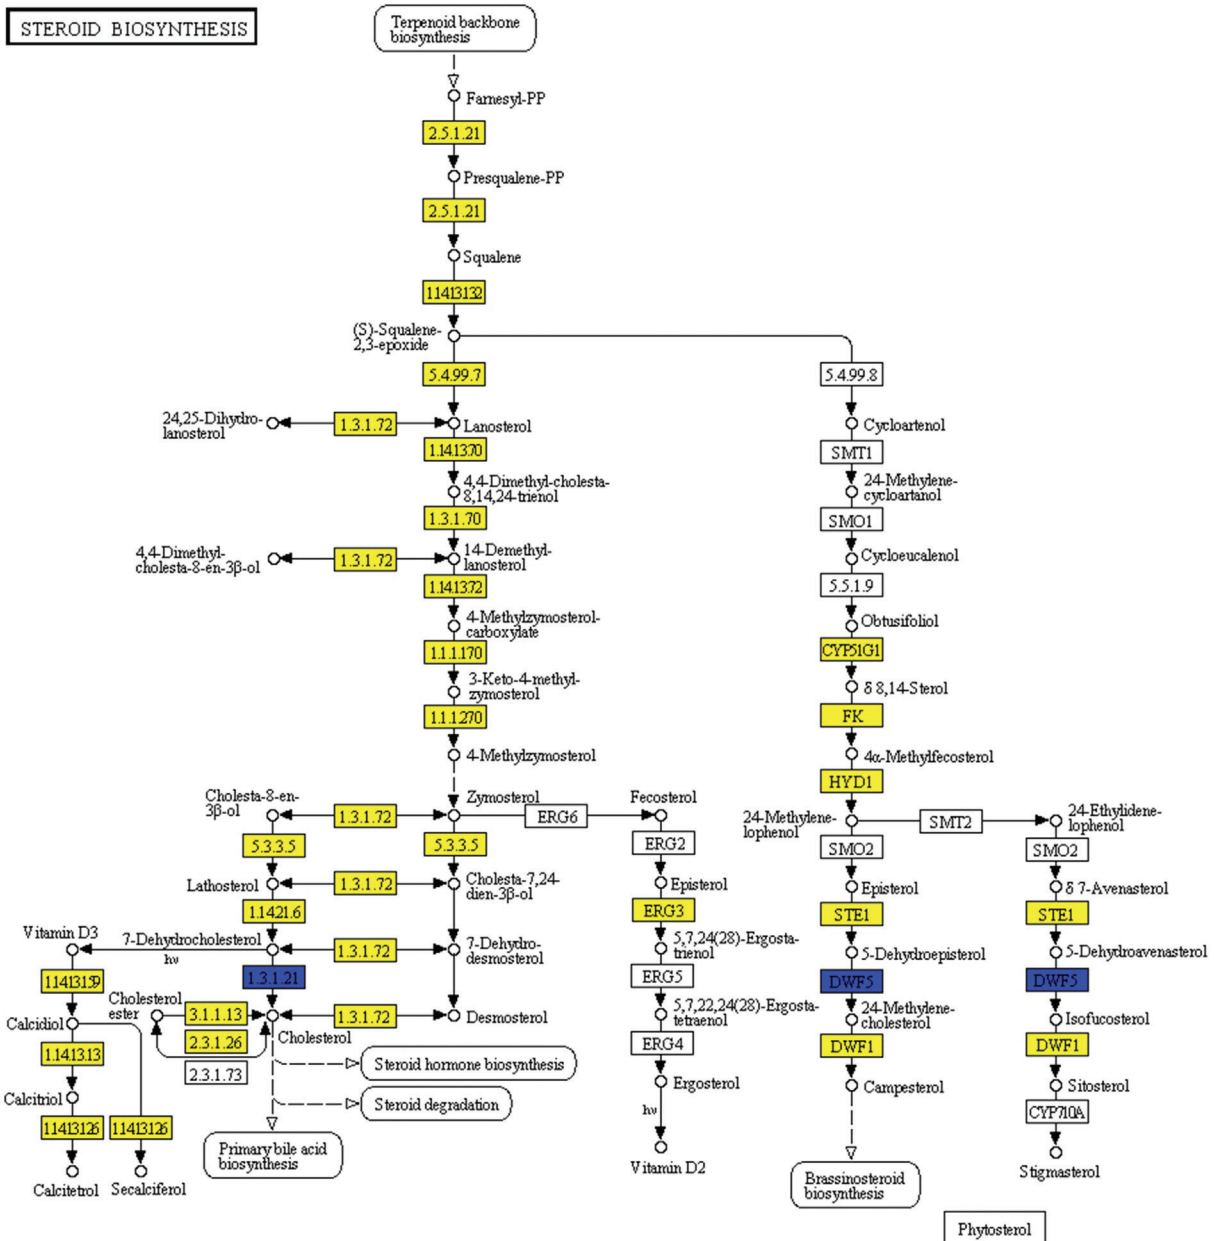 STEROID BIOSYNTHESIS
Terpenoid backbone
biosynthesis
Farnesyl-PP
2.5.1.21
Presqualene-PP
2.5.1.21
Squalene
1.14.13.132
(S)-Squalene-
2,3-epoxide
5.4.99.7
5.4.99.8
24,25-Dihydro-
lanosterol
1.3.1.72
Lanosterol
Cycloartenol
1.14.13.70
SMT1
4,4-Dimethyl-cholesta-
8,14,24-trienol
24-Methylene-
cycloartanol
1.3.1.70
SMO1
4,4-Dimethyl-
cholesta-8-en-3β-ol
1.3.1.72
14-Demethyl-
lanosterol
Cycloeucalenol
1.14.13.72
5.5.1.9
4-Methylzymosterol-
carboxylate
Obtusifoliol
1.1.1.170
CYP51G1
3-Keto-4-methyl-
zymosterol
δ 8,14-Sterol
1.1.1.270
FK
4-Methylzymosterol
4α-Methylfecosterol
HYD1
Cholesta-8-en-
3β-ol
1.3.1.72
Zymosterol
ERG6
Fecosterol
24-Methylene-
lophenol
SMT2
24-Ethylidene-
lophenol
5.3.3.5
5.3.3.5
ERG2
SMO2
SMO2
Lathosterol
1.3.1.72
Cholesta-7,24-
dien-3β-ol
Episterol
Episterol
δ 7-Avenasterol
1.14.21.6
ERG3
STE1
STE1
Vitamin D3
7-Dehydrocholesterol
hν
1.3.1.72
7-Dehydro-
desmosterol
5,7,24(28)-Ergosta-
trienol
5-Dehydroepisterol
5-Dehydroavenasterol
1.14.13.159
1.3.1.21
ERG5
DWF5
DWF5
Cholesterol
ester
3.1.1.13
1.3.1.72
Desmosterol
5,7,22,24(28)-Ergosta-
tetraenol
24-Methylene-
cholesterol
Isofucosterol
Calcidiol
Cholesterol
2.3.1.26
1.14.13.13
ERG4
DWF1
DWF1
2.3.1.73
Steroid hormone biosynthesis
Ergosterol
Campesterol
Sitosterol
Calcitriol
Steroid degradation
hν
CYP710A
1.14.13.126
1.14.13.126
Primary bile acid
biosynthesis
Vitamin D2
Brassinosteroid
biosynthesis
Stigmasterol
Calcitetrol
Secalciferol
Phytosterol